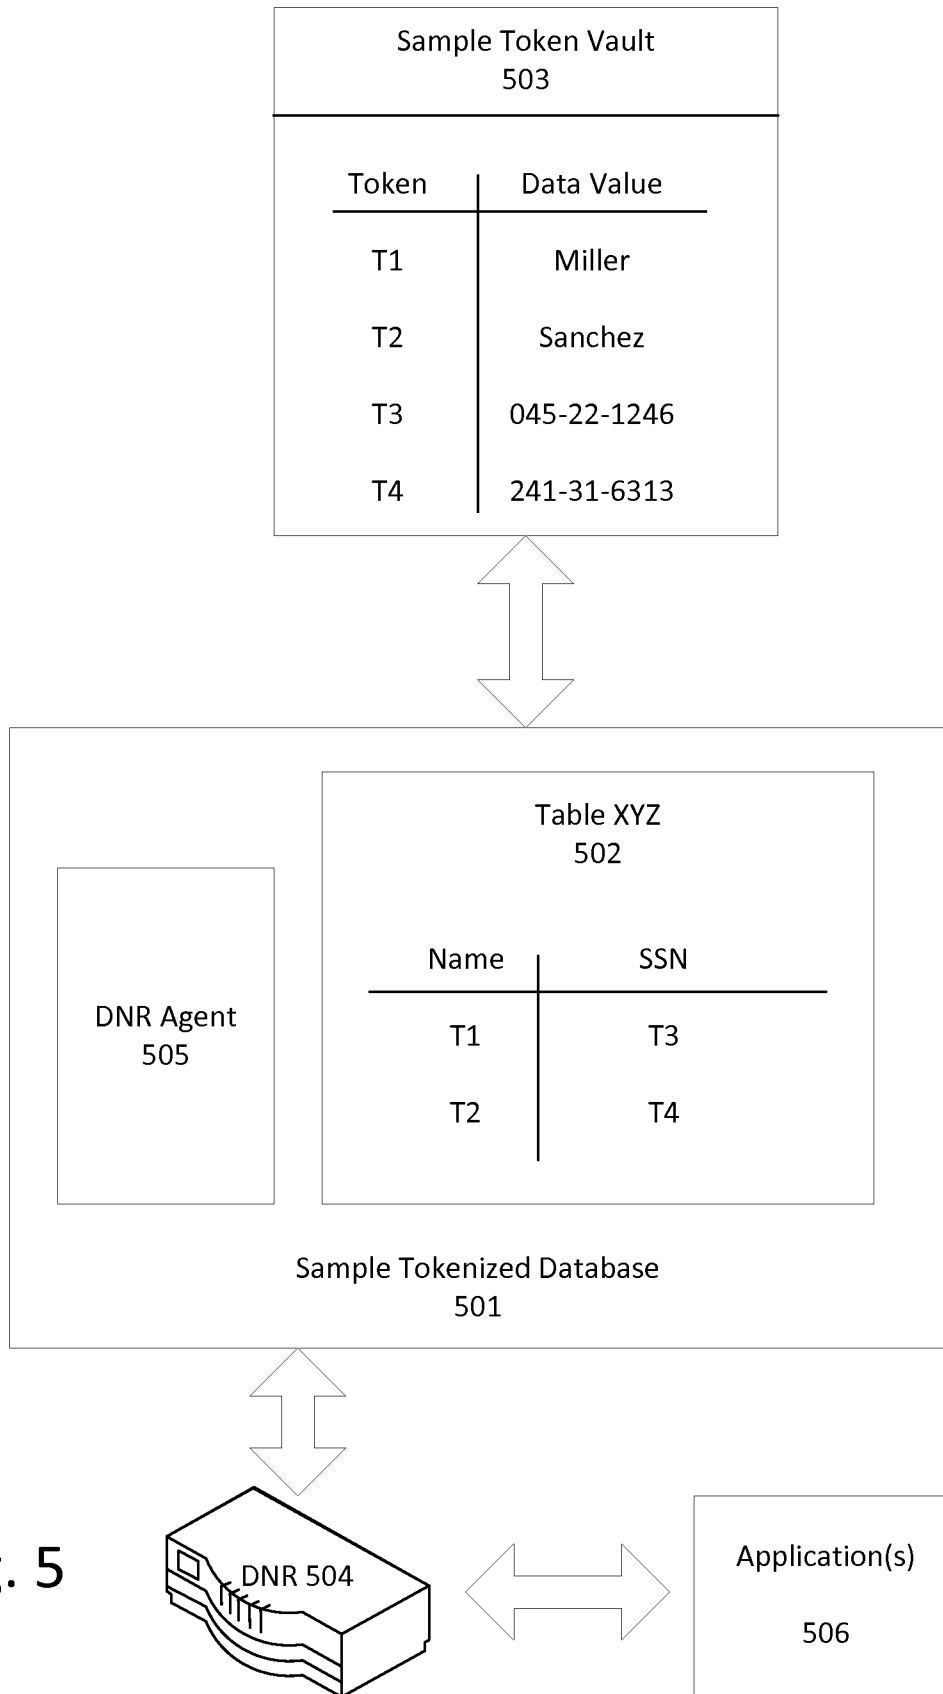 Sample Token Vault
503
Token Data Value
T1 Miller
T2 Sanchez
T3 045-22-1246
T4 241-31-6313
Table XYZ
502
Name SSN
T1 T3
T2 T4
DNR Agent
505
Sample Tokenized Database
501
. 5
DNR 504
Application(s)
506